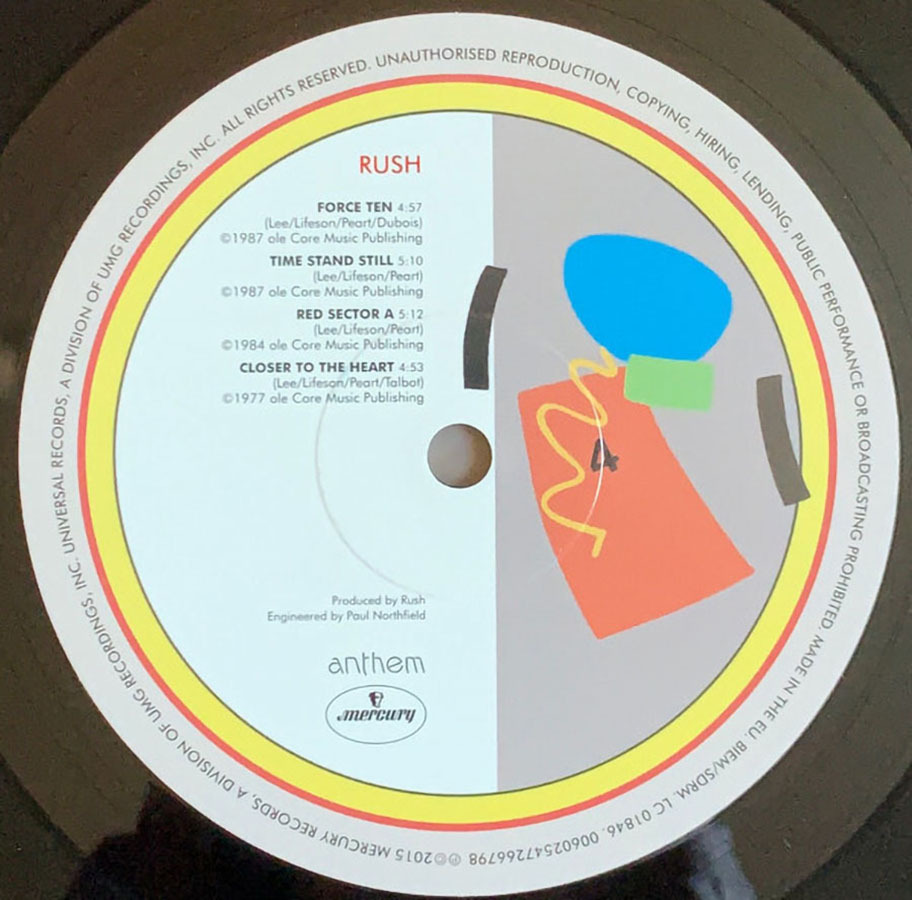 RUSH
FORCE TEN 4:57
(Lee/Lifeson/Peart/Dubois)
©1987 ole Core Music Publishing
TIME STAND STILL 5:10
(Lee/Lifeson/Peart)
©1987 ole Core Music Publishing
RED SECTOR A 5:12
(Lee/Lifeson/Peart)
©1984 ole Core Music Publishing
CLOSER TO THE HEART 4:53
(Lee/Lifeson/Peart/Talbot)
©1977 ole Core Music Publishing
4
Produced by Rush
Engineered by Paul Northfield
anthem
mercury
℗©2015 MERCURY RECORDS, A DIVISION OF UMG RECORDINGS, INC. UNIVERSAL RECORDS, A DIVISION OF UMG RECORDINGS, INC. ALL RIGHTS RESERVED. UNAUTHORISED REPRODUCTION, COPYING, HIRING, LENDING, PUBLIC PERFORMANCE OR BROADCASTING PROHIBITED. MADE IN THE EU. BIEM/SDRM. LC 01846. 00602547266798